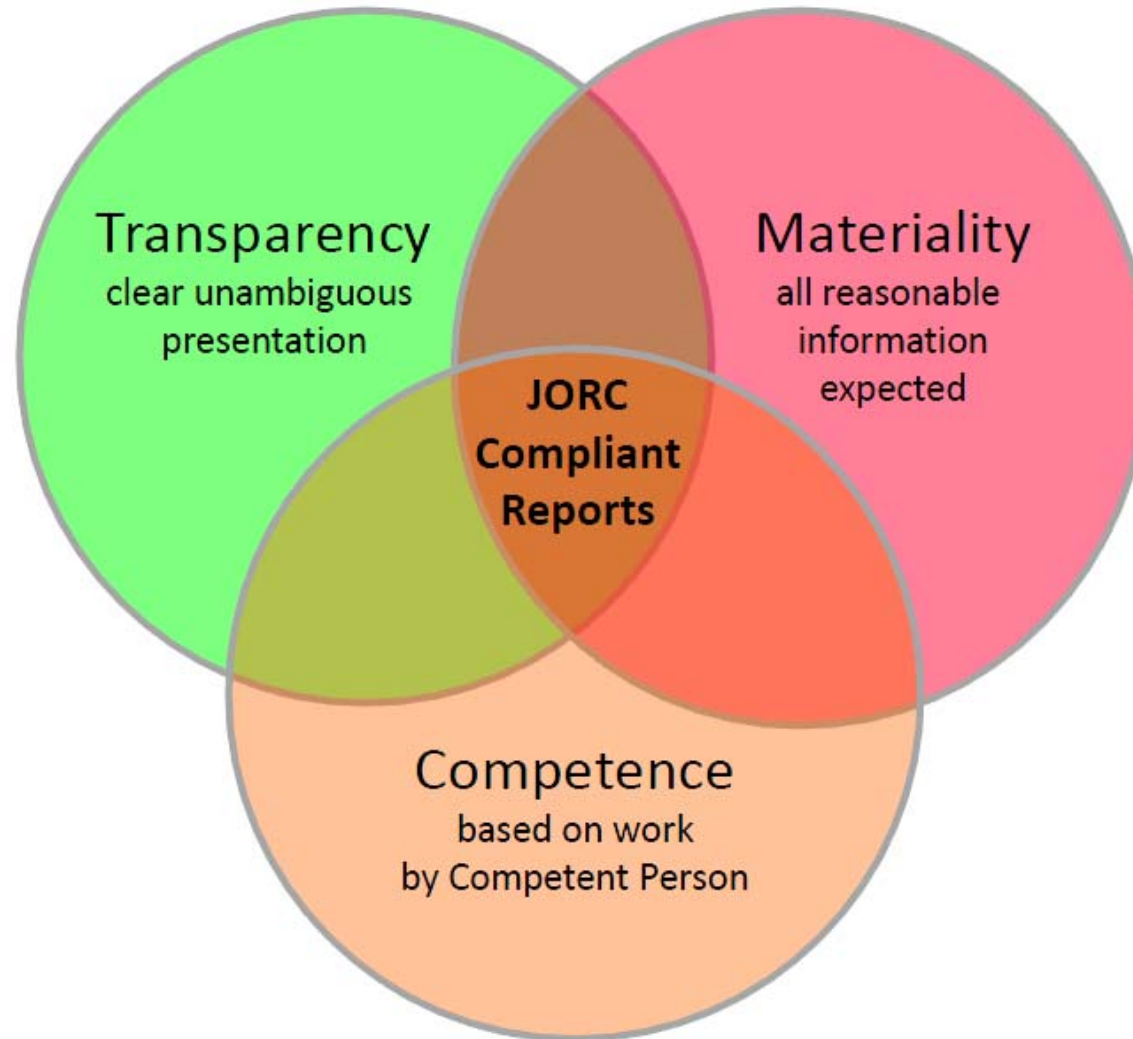 Transparency
clear unambiguous
presentation
Materiality
all reasonable
information
expected
JORC
Compliant
Reports
Competence
based on work
by Competent Person